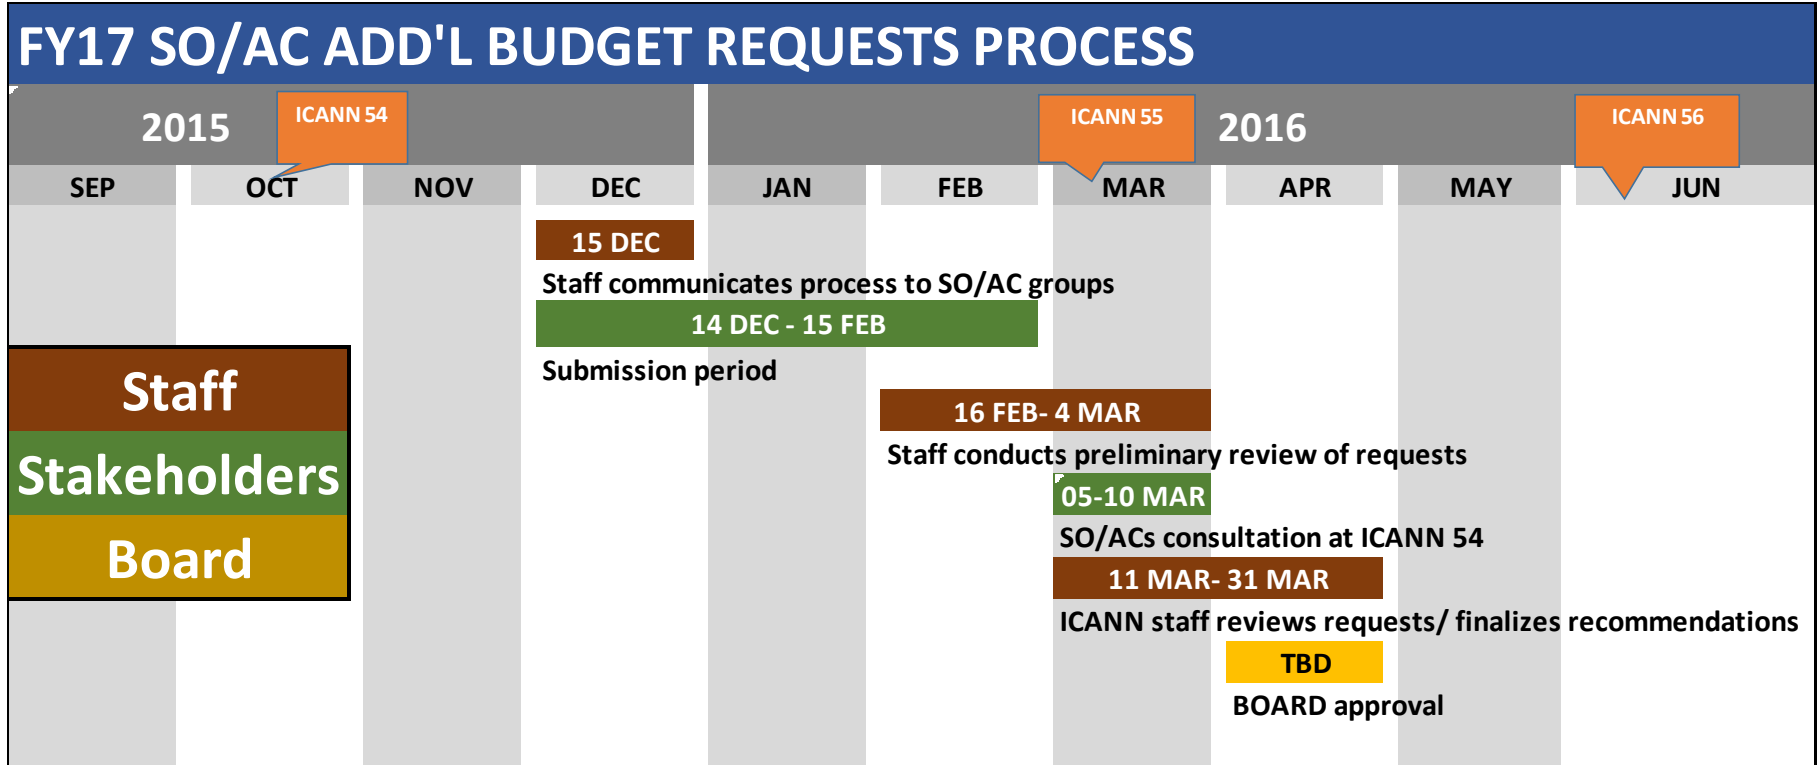 FY17 SO/AC ADD'L BUDGET REQUESTS PROCESS
2015
ICANN 54
ICANN 55
2016
ICANN 56
SEP
OCT
NOV
DEC
JAN
FEB
MAR
APR
MAY
JUN
15 DEC
Staff communicates process to SO/AC groups
14 DEC - 15 FEB
Submission period
Staff
Stakeholders
Board
16 FEB- 4 MAR
Staff conducts preliminary review of requests
05-10 MAR
SO/ACs consultation at ICANN 54
11 MAR- 31 MAR
ICANN staff reviews requests/ finalizes recommendations
TBD
BOARD approval